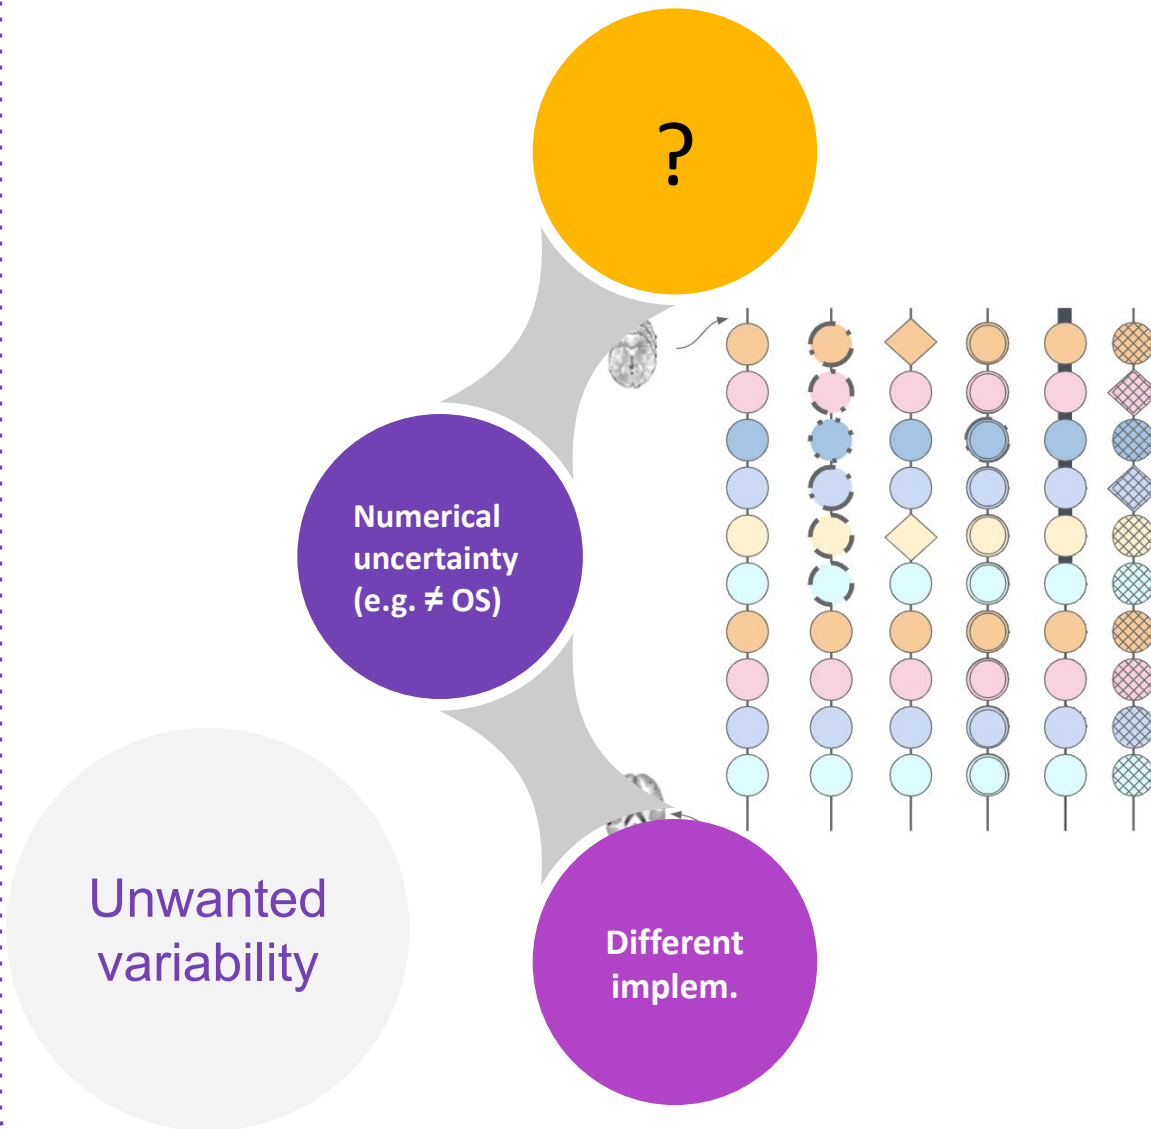 ?
Numerical
uncertainty
(e.g. ≠ OS)
Unwanted
variability
Different
implem.